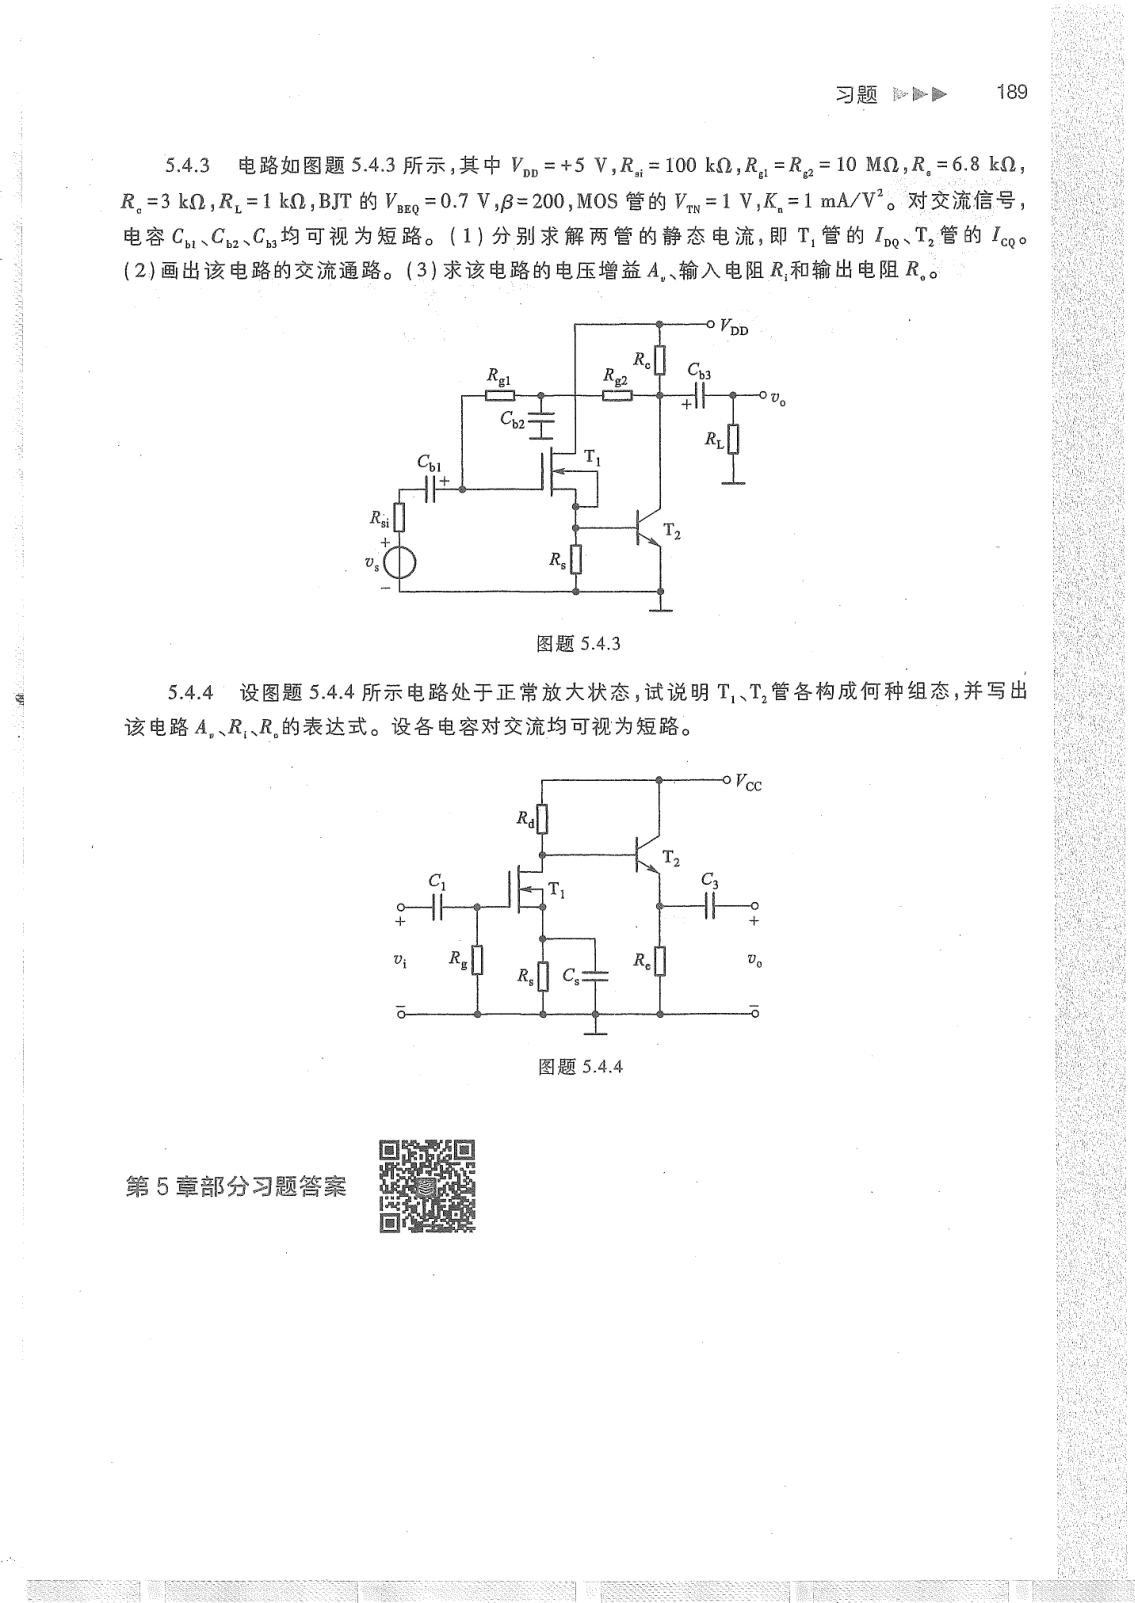 习题 189
5.4.3 电路如图题 5.4.3 所示,其中 V_DD = +5 V,R_si = 100 kΩ,R_g1 = R_g2 = 10 MΩ,R_s = 6.8 kΩ,
R_c = 3 kΩ,R_L = 1 kΩ,BJT 的 V_BEQ = 0.7 V,β = 200,MOS 管的 V_TN = 1 V,K_n = 1 mA/V²。对交流信号,
电容 C_b1、C_b2、C_b3 均可视为短路。(1)分别求解两管的静态电流,即 T₁ 管的 I_DQ、T₂ 管的 I_CQ。
(2)画出该电路的交流通路。(3)求该电路的电压增益 A_v、输入电阻 R_i 和输出电阻 R_o。
V_DD
R_c
R_g1
R_g2
C_b3
+
v_o
C_b2
R_L
T₁
C_b1
+
R_si
T₂
+
v_s
R_s
−
图题 5.4.3
5.4.4 设图题 5.4.4 所示电路处于正常放大状态,试说明 T₁、T₂ 管各构成何种组态,并写出
该电路 A_v、R_i、R_o 的表达式。设各电容对交流均可视为短路。
V_CC
R_d
T₂
C₁
T₁
C₃
+
+
v_i
R_g
R_s
C_s
R_e
v_o
−
−
图题 5.4.4
第 5 章部分习题答案